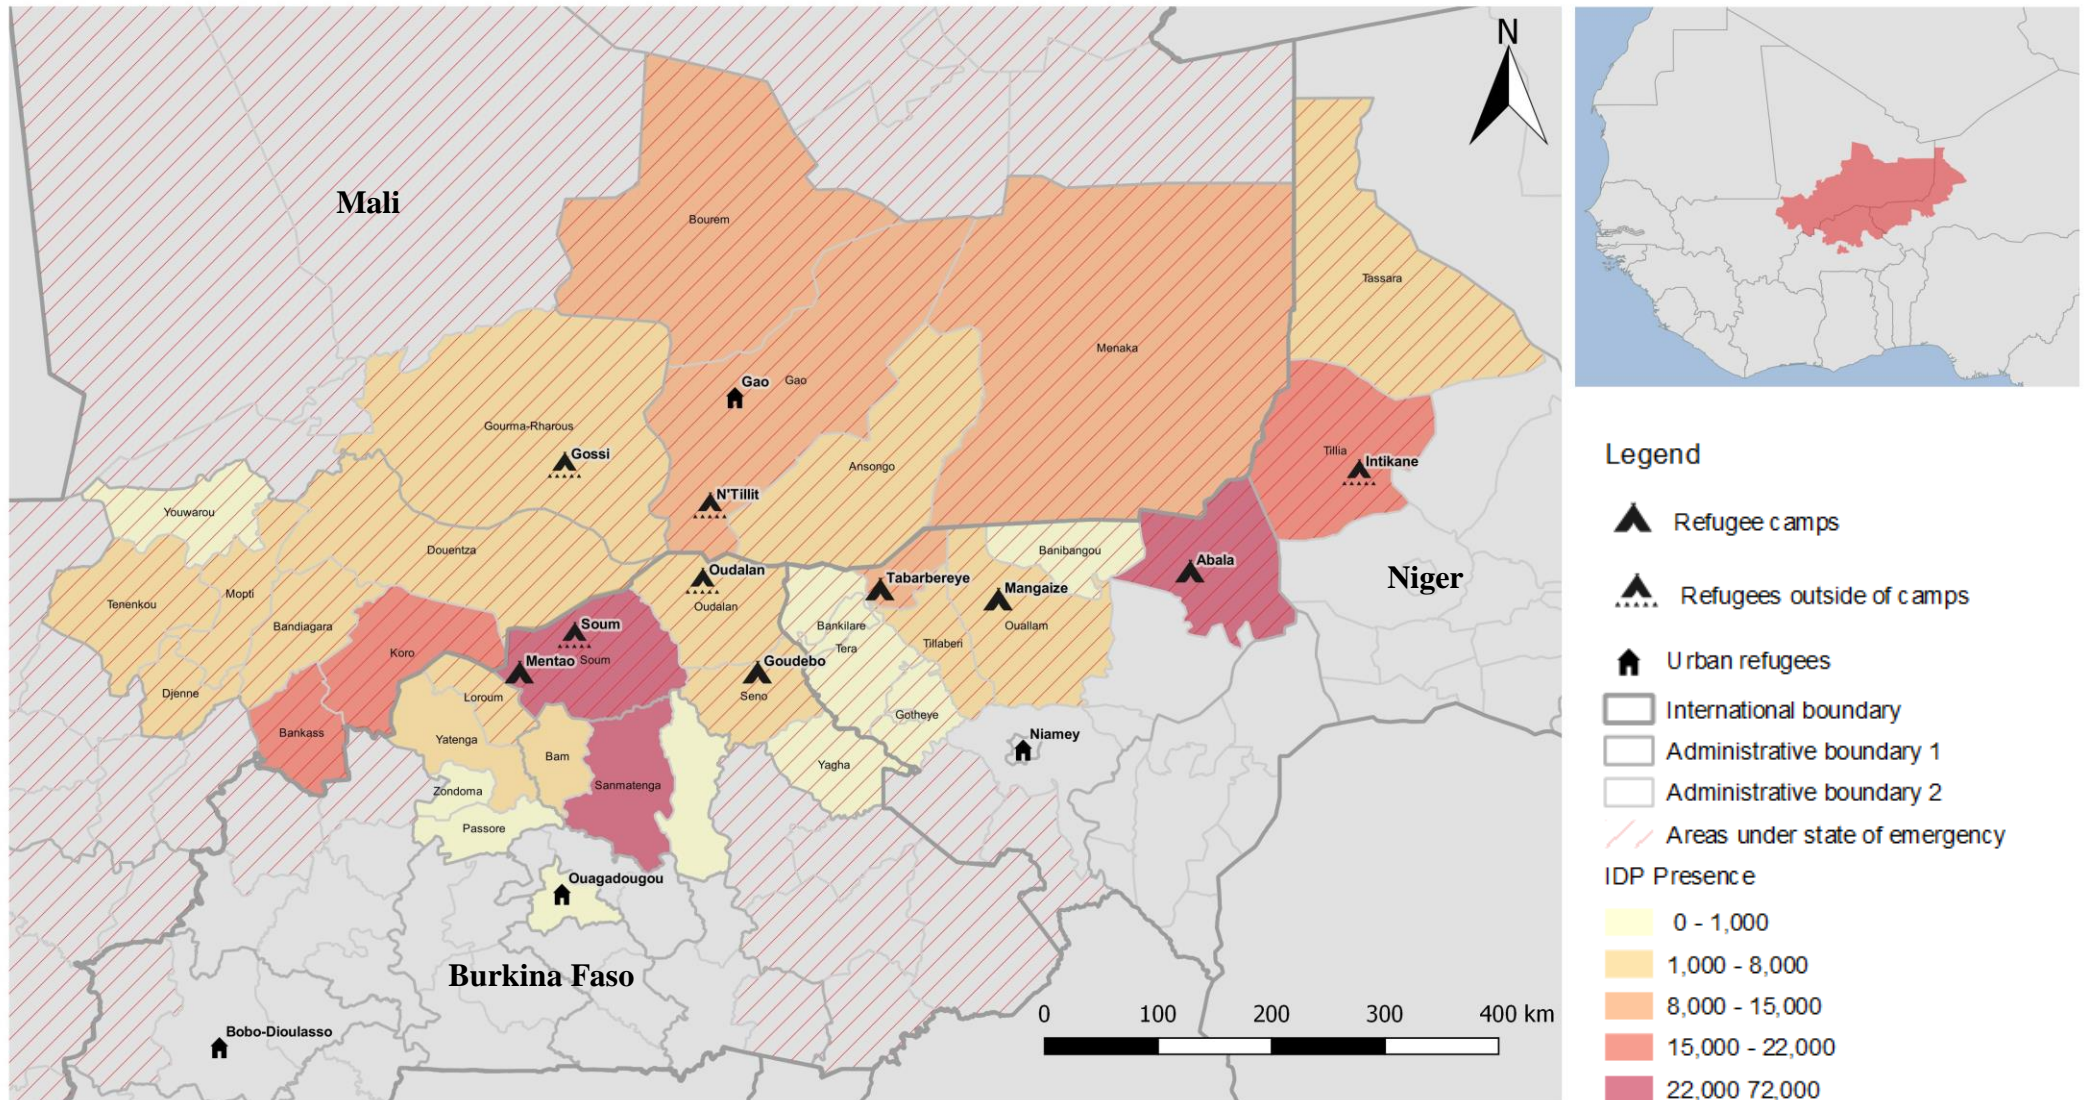 N
Mali
Bourem
Tassara
Menaka
Gao
Gao
Gourma-Rharous
Gossi
Ansongo
Tillia
Intikane
N'Tillit
Youwarou
Douentza
Banibangou
Abala
Niger
Oudalan
Oudalan
Tabarbereye
Mangaize
Tenenkou
Mopti
Bandiagara
Bankilare
Ouallam
Soum
Soum
Koro
Tera
Tillaberi
Mentao
Goudebo
Djenne
Loroum
Seno
Gotheye
Bankass
Yatenga
Bam
Niamey
Yagha
Sanmatenga
Zondoma
Passore
Ouagadougou
Burkina Faso
Bobo-Dioulasso
0 100 200 300 400 km
Legend
Refugee camps
Refugees outside of camps
Urban refugees
International boundary
Administrative boundary 1
Administrative boundary 2
Areas under state of emergency
IDP Presence
0 - 1,000
1,000 - 8,000
8,000 - 15,000
15,000 - 22,000
22,000 72,000